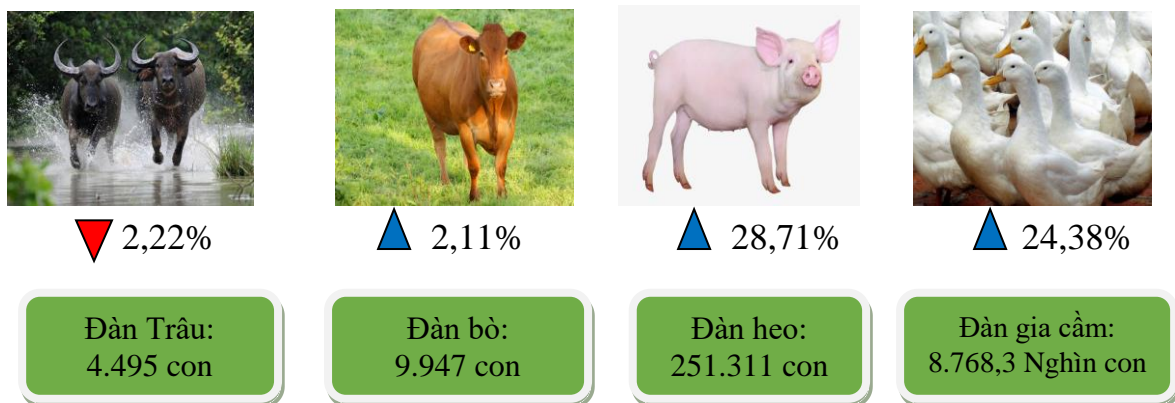 2,22%
2,11%
28,71%
24,38%
Đàn Trâu:
4.495 con
Đàn bò:
9.947 con
Đàn heo:
251.311 con
Đàn gia cầm:
8.768,3 Nghìn con